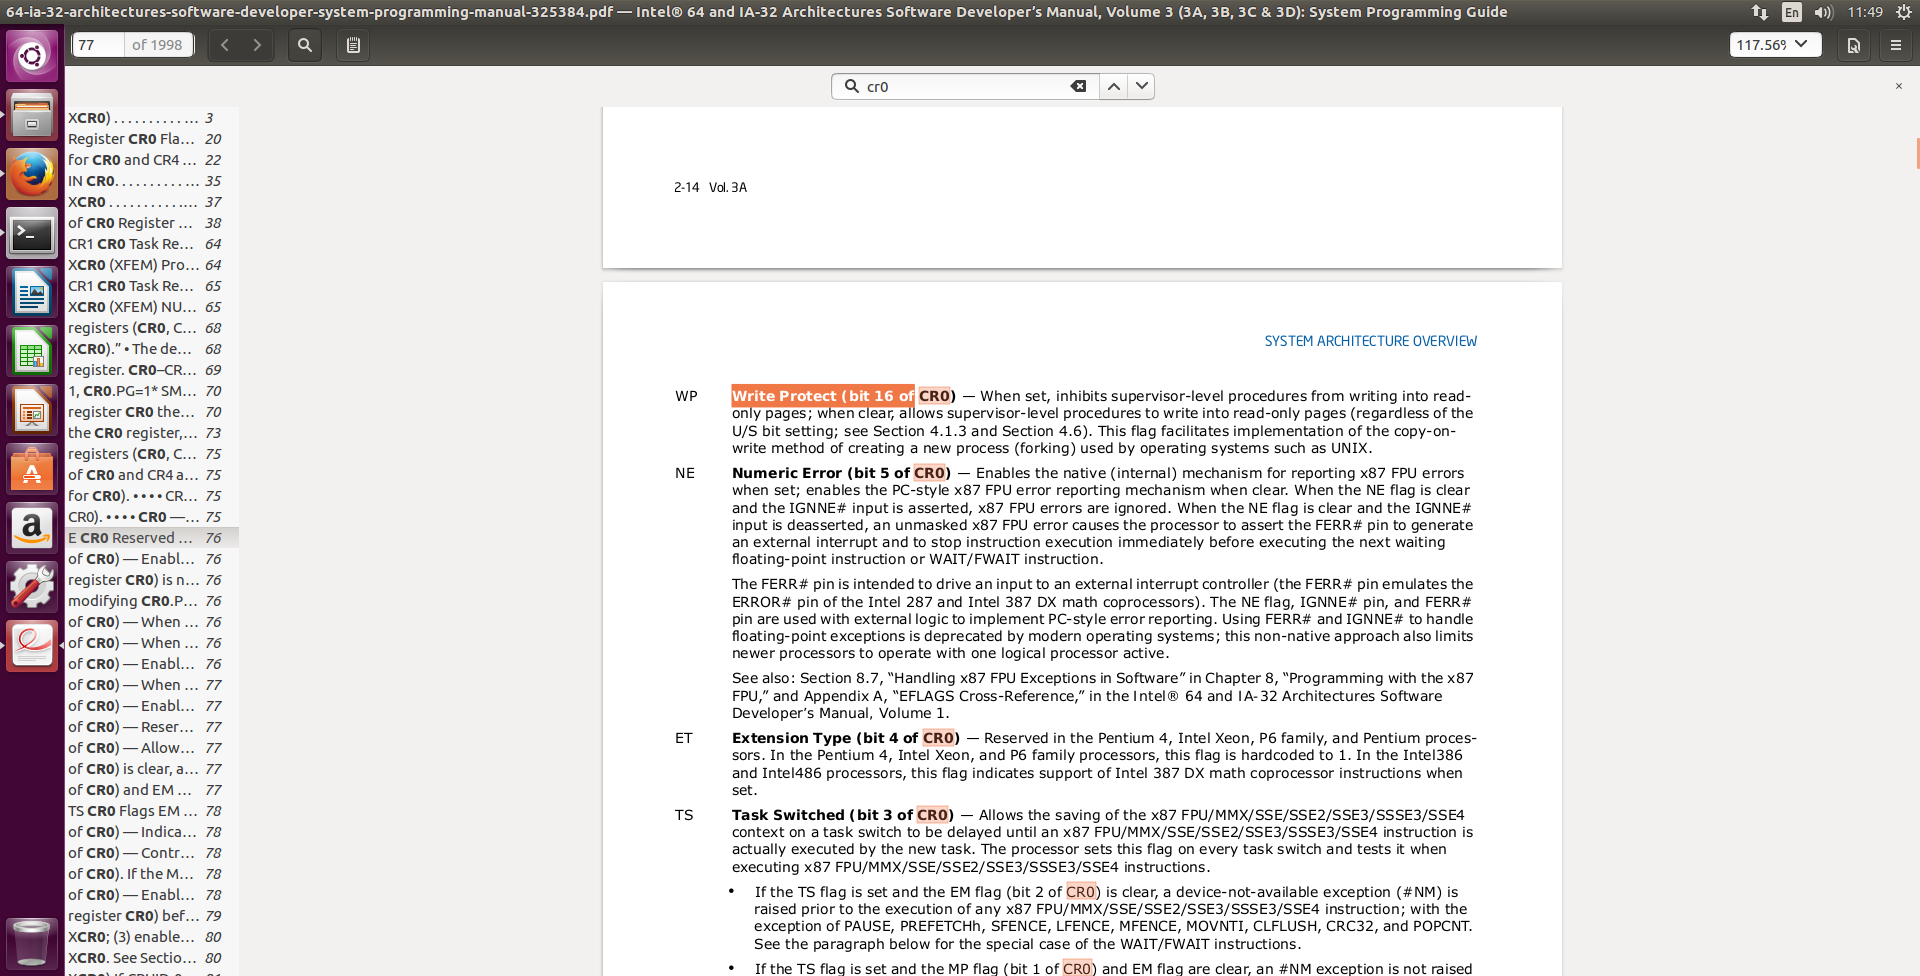 64-ia-32-architectures-software-developer-system-programming-manual-325384.pdf — Intel® 64 and IA-32 Architectures Software Developer's Manual, Volume 3 (3A, 3B, 3C & 3D): System Programming Guide
En
11:49
77 of 1998
117.56%
cr0
XCR0) . . . . . . . . . . ... 3
Register CR0 Fla... 20
for CR0 and CR4 ... 22
IN CR0. . . . . . . . . . ... 35
XCR0 . . . . . . . . . .... 37
of CR0 Register ... 38
CR1 CR0 Task Re... 64
XCR0 (XFEM) Pro... 64
CR1 CR0 Task Re... 65
XCR0 (XFEM) NU... 65
registers (CR0, C... 68
XCR0).” • The de... 68
register. CR0–CR... 69
1, CR0.PG=1* SM... 70
register CR0 the... 70
the CR0 register,... 73
registers (CR0, C... 75
of CR0 and CR4 a... 75
for CR0). • • • • CR... 75
CR0). • • • • CR0 —... 75
E CR0 Reserved ... 76
of CR0) — Enabl... 76
register CR0) is n... 76
modifying CR0.P... 76
of CR0) — When ... 76
of CR0) — When ... 76
of CR0) — Enabl... 76
of CR0) — When ... 77
of CR0) — Enabl... 77
of CR0) — Reser... 77
of CR0) — Allow... 77
of CR0) is clear, a... 77
of CR0) and EM ... 77
TS CR0 Flags EM ... 78
of CR0) — Indica... 78
of CR0) — Contr... 78
of CR0). If the M... 78
of CR0) — Enabl... 78
register CR0) bef... 79
XCR0; (3) enable... 80
XCR0. See Sectio... 80
2-14 Vol. 3A
SYSTEM ARCHITECTURE OVERVIEW
WP Write Protect (bit 16 of CR0) — When set, inhibits supervisor-level procedures from writing into read-
only pages; when clear, allows supervisor-level procedures to write into read-only pages (regardless of the
U/S bit setting; see Section 4.1.3 and Section 4.6). This flag facilitates implementation of the copy-on-
write method of creating a new process (forking) used by operating systems such as UNIX.
NE Numeric Error (bit 5 of CR0) — Enables the native (internal) mechanism for reporting x87 FPU errors
when set; enables the PC-style x87 FPU error reporting mechanism when clear. When the NE flag is clear
and the IGNNE# input is asserted, x87 FPU errors are ignored. When the NE flag is clear and the IGNNE#
input is deasserted, an unmasked x87 FPU error causes the processor to assert the FERR# pin to generate
an external interrupt and to stop instruction execution immediately before executing the next waiting
floating-point instruction or WAIT/FWAIT instruction.
The FERR# pin is intended to drive an input to an external interrupt controller (the FERR# pin emulates the
ERROR# pin of the Intel 287 and Intel 387 DX math coprocessors). The NE flag, IGNNE# pin, and FERR#
pin are used with external logic to implement PC-style error reporting. Using FERR# and IGNNE# to handle
floating-point exceptions is deprecated by modern operating systems; this non-native approach also limits
newer processors to operate with one logical processor active.
See also: Section 8.7, “Handling x87 FPU Exceptions in Software” in Chapter 8, “Programming with the x87
FPU,” and Appendix A, “EFLAGS Cross-Reference,” in the Intel® 64 and IA-32 Architectures Software
Developer’s Manual, Volume 1.
ET Extension Type (bit 4 of CR0) — Reserved in the Pentium 4, Intel Xeon, P6 family, and Pentium proces-
sors. In the Pentium 4, Intel Xeon, and P6 family processors, this flag is hardcoded to 1. In the Intel386
and Intel486 processors, this flag indicates support of Intel 387 DX math coprocessor instructions when
set.
TS Task Switched (bit 3 of CR0) — Allows the saving of the x87 FPU/MMX/SSE/SSE2/SSE3/SSSE3/SSE4
context on a task switch to be delayed until an x87 FPU/MMX/SSE/SSE2/SSE3/SSSE3/SSE4 instruction is
actually executed by the new task. The processor sets this flag on every task switch and tests it when
executing x87 FPU/MMX/SSE/SSE2/SSE3/SSSE3/SSE4 instructions.
• If the TS flag is set and the EM flag (bit 2 of CR0) is clear, a device-not-available exception (#NM) is
raised prior to the execution of any x87 FPU/MMX/SSE/SSE2/SSE3/SSSE3/SSE4 instruction; with the
exception of PAUSE, PREFETCHh, SFENCE, LFENCE, MFENCE, MOVNTI, CLFLUSH, CRC32, and POPCNT.
See the paragraph below for the special case of the WAIT/FWAIT instructions.
• If the TS flag is set and the MP flag (bit 1 of CR0) and EM flag are clear, an #NM exception is not raised